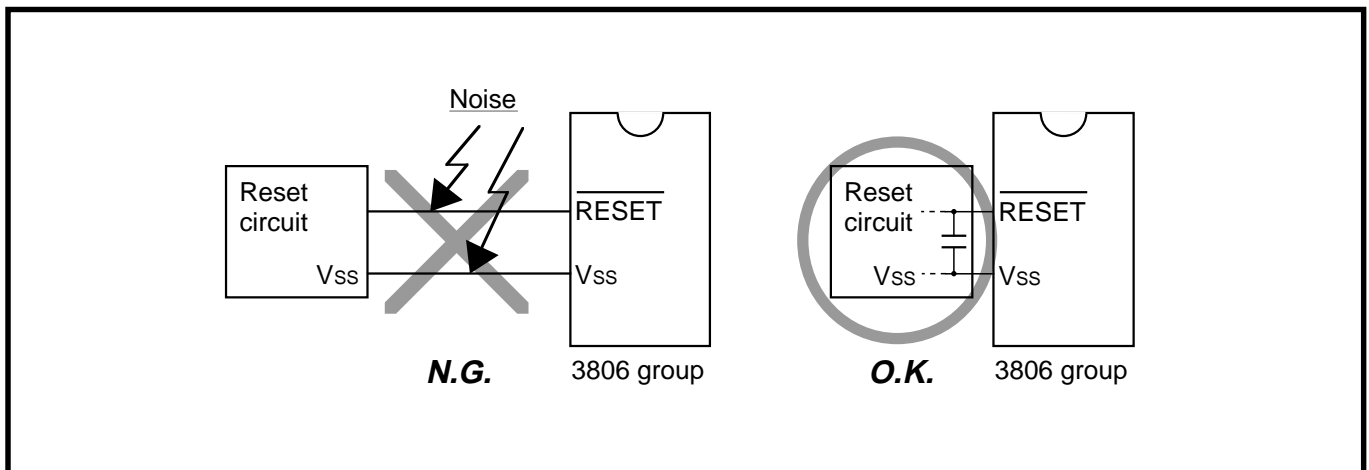 Noise
Reset
circuit
VSS
RESET
VSS
N.G.
3806 group
Reset
circuit
VSS
RESET
VSS
O.K.
3806 group